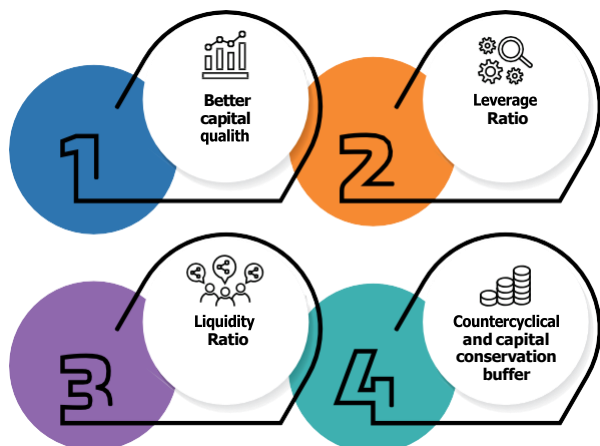 1
Better
capital
qualith
2
Leverage
Ratio
3
Liquidity
Ratio
4
Countercyclical
and capital
conservation
buffer